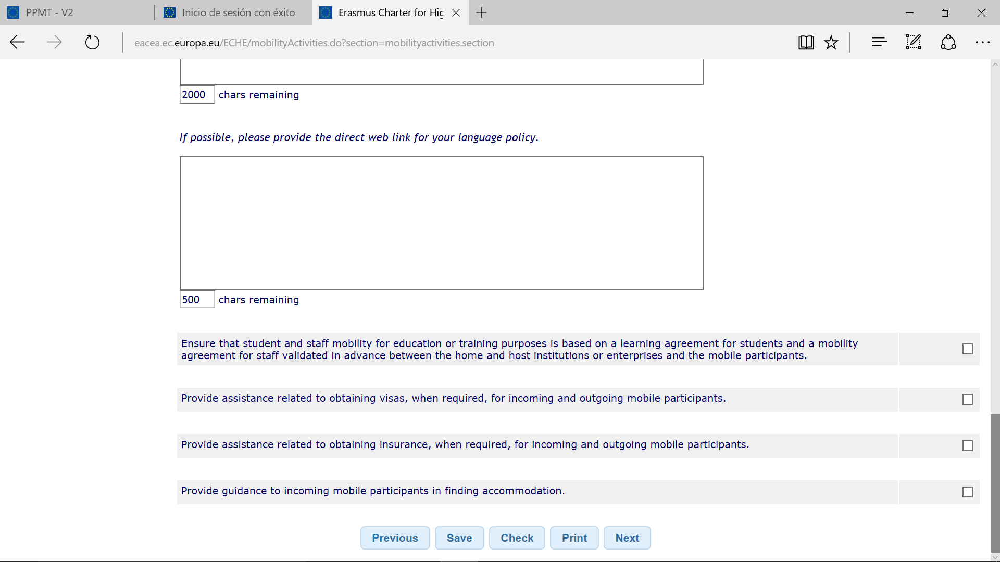 PPMT - V2
Inicio de sesión con éxito
Erasmus Charter for Hig
eacea.ec.europa.eu/ECHE/mobilityActivities.do?section=mobilityactivities.section
2000 chars remaining
If possible, please provide the direct web link for your language policy.
500 chars remaining
Ensure that student and staff mobility for education or training purposes is based on a learning agreement for students and a mobility
agreement for staff validated in advance between the home and host institutions or enterprises and the mobile participants.
Provide assistance related to obtaining visas, when required, for incoming and outgoing mobile participants.
Provide assistance related to obtaining insurance, when required, for incoming and outgoing mobile participants.
Provide guidance to incoming mobile participants in finding accommodation.
Previous Save Check Print Next